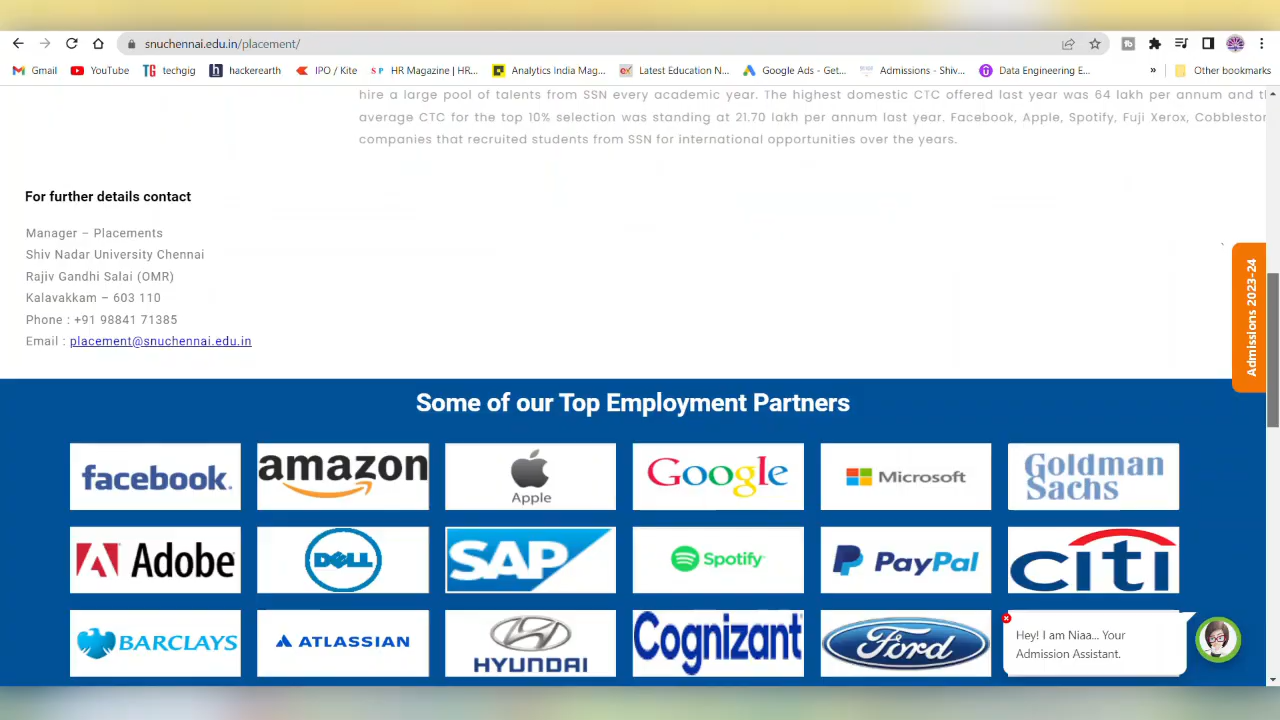 snuchennai.edu.in/placement/
Gmail YouTube techgig hackerearth IPO / Kite HR Magazine | HR... Analytics India Mag... Latest Education N... Google Ads - Get... Admissions - Shiv... Data Engineering E... » Other bookmarks
hire a large pool of talents from SSN every academic year. The highest domestic CTC offered last year was 64 lakh per annum and
average CTC for the top 10% selection was standing at 21.70 lakh per annum last year. Facebook, Apple, Spotify, Fuji Xerox, Cobbleston
companies that recruited students from SSN for international opportunities over the years.
For further details contact
Manager – Placements
Shiv Nadar University Chennai
Rajiv Gandhi Salai (OMR)
Kalavakkam – 603 110
Phone : +91 98841 71385
Email : placement@snuchennai.edu.in
Admissions 2023-24
Some of our Top Employment Partners
facebook. amazon Apple Google Microsoft Goldman Sachs
Adobe DELL SAP Spotify PayPal citi
BARCLAYS ATLASSIAN HYUNDAI Cognizant Ford
Hey! I am Niaa... Your
Admission Assistant.